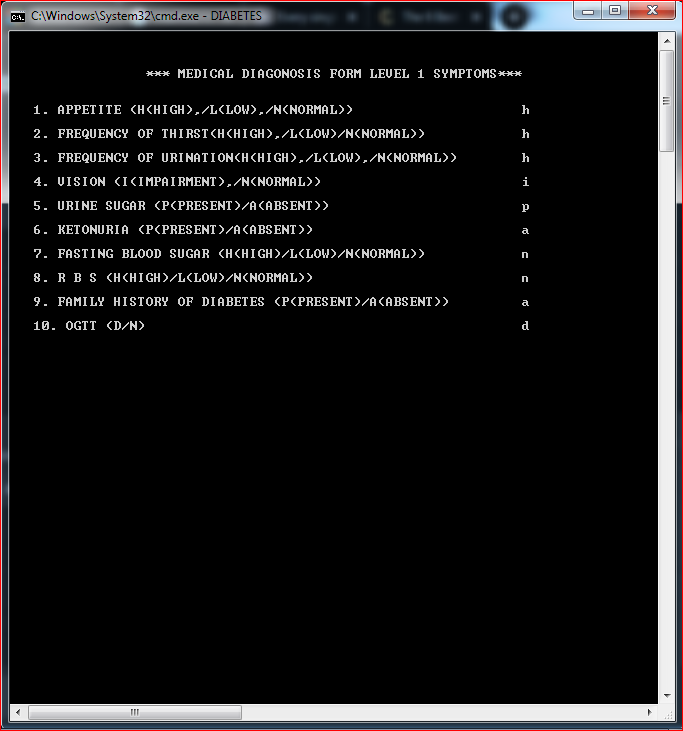 C:\Windows\System32\cmd.exe - DIABETES
*** MEDICAL DIAGONOSIS FORM LEVEL 1 SYMPTOMS***
1. APPETITE (H(HIGH),/L(LOW),/N(NORMAL)) h
2. FREQUENCY OF THIRST(H(HIGH),/L(LOW)/N(NORMAL)) h
3. FREQUENCY OF URINATION(H(HIGH),/L(LOW),/N(NORMAL)) h
4. VISION (I(IMPAIRMENT),/N(NORMAL)) i
5. URINE SUGAR (P(PRESENT)/A(ABSENT)) p
6. KETONURIA (P(PRESENT)/A(ABSENT)) a
7. FASTING BLOOD SUGAR (H(HIGH)/L(LOW)/N(NORMAL)) n
8. R B S (H(HIGH)/L(LOW)/N(NORMAL)) n
9. FAMILY HISTORY OF DIABETES (P(PRESENT)/A(ABSENT)) a
10. OGTT (D/N) d